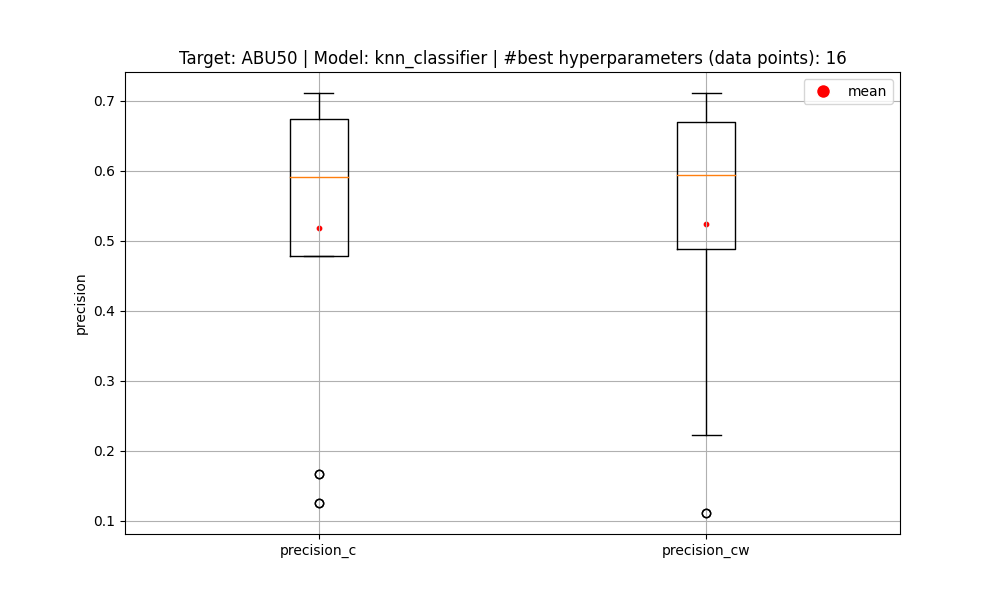 Target: ABU50 | Model: knn_classifier | #best hyperparameters (data points): 16
mean
precision
0.7
0.6
0.5
0.4
0.3
0.2
0.1
precision_c
precision_cw